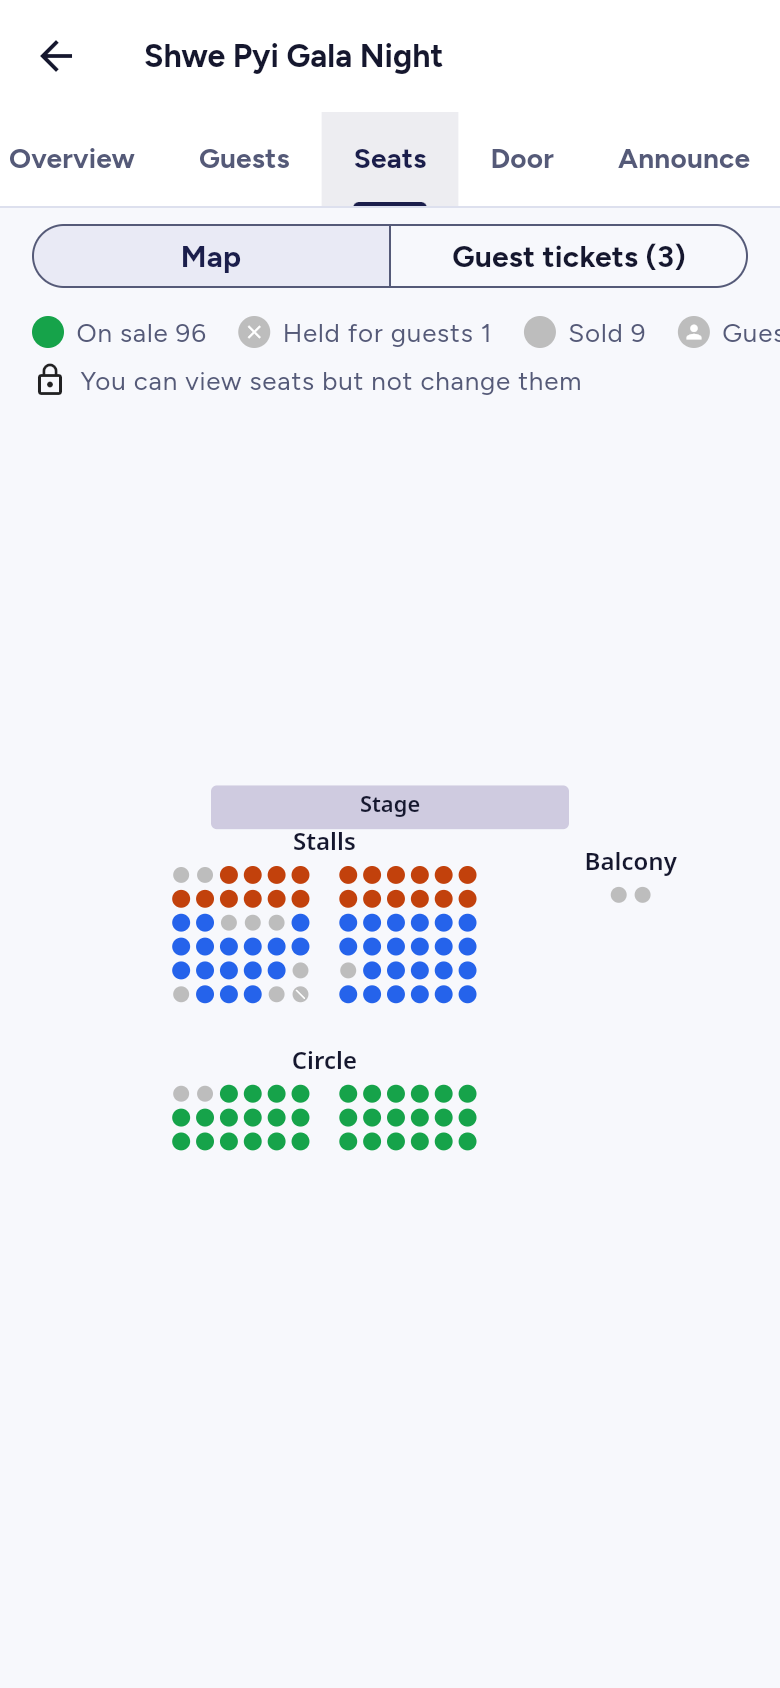 Shwe Pyi Gala Night
Overview Guests Seats Door Announce
Map Guest tickets (3)
On sale 96 Held for guests 1 Sold 9 Gues
You can view seats but not change them
Stage
Stalls
Balcony
Circle